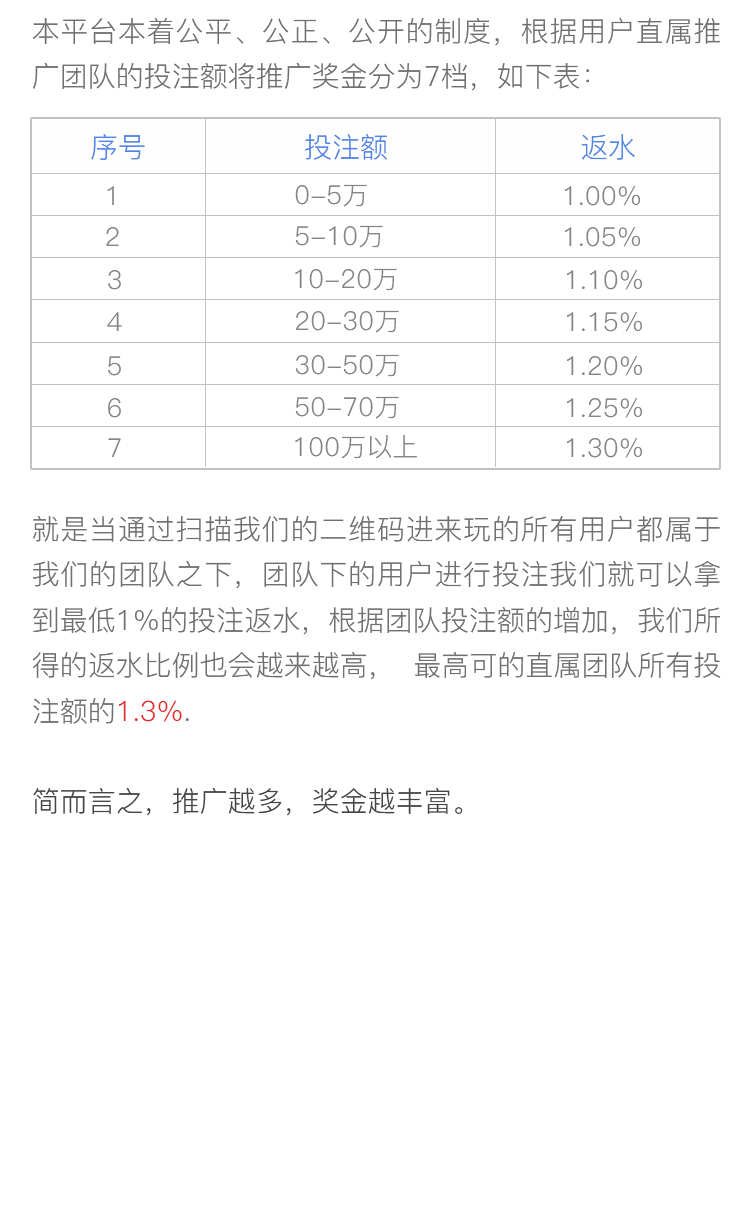 本平台本着公平、公正、公开的制度，根据用户直属推
广团队的投注额将推广奖金分为7档，如下表：
序号 投注额 返水
1 0-5万 1.00%
2 5-10万 1.05%
3 10-20万 1.10%
4 20-30万 1.15%
5 30-50万 1.20%
6 50-70万 1.25%
7 100万以上 1.30%
就是当通过扫描我们的二维码进来玩的所有用户都属于
我们的团队之下，团队下的用户进行投注我们就可以拿
到最低1%的投注返水，根据团队投注额的增加，我们所
得的返水比例也会越来越高， 最高可的直属团队所有投
注额的1.3%.
简而言之，推广越多，奖金越丰富。